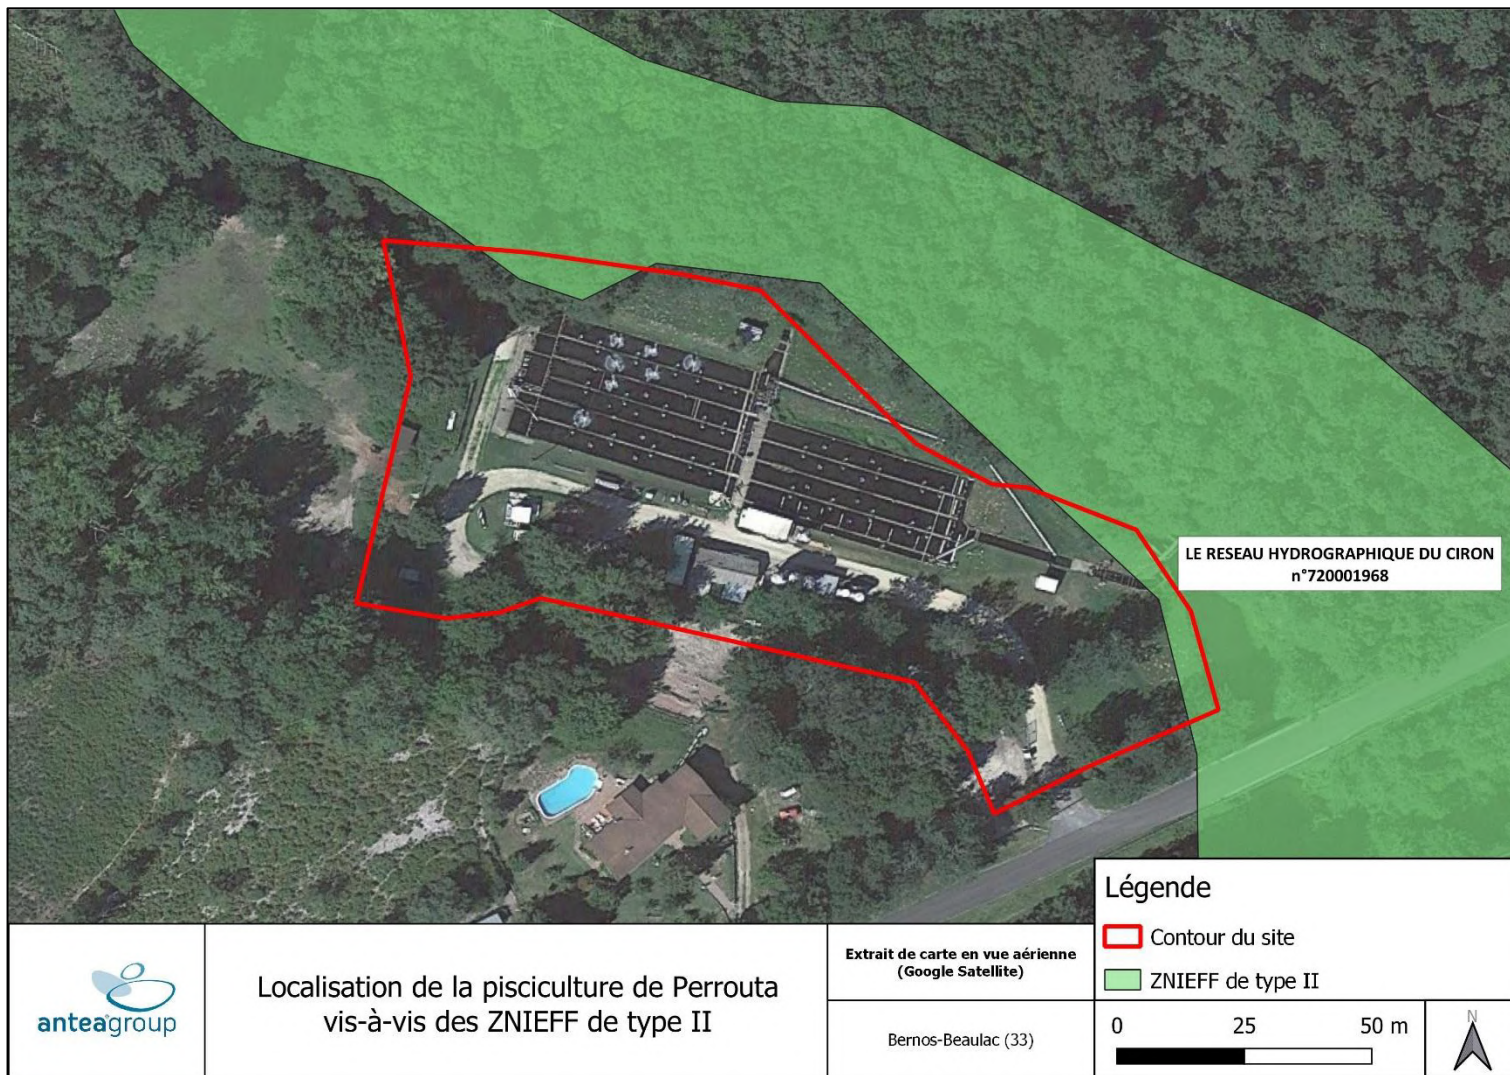 LE RESEAU HYDROGRAPHIQUE DU CIRON
n°720001968
Légende
Contour du site
ZNIEFF de type II
anteagroup
Localisation de la pisciculture de Perrouta
vis-à-vis des ZNIEFF de type II
Extrait de carte en vue aérienne
(Google Satellite)
Bernos-Beaulac (33)
0 25 50 m
N